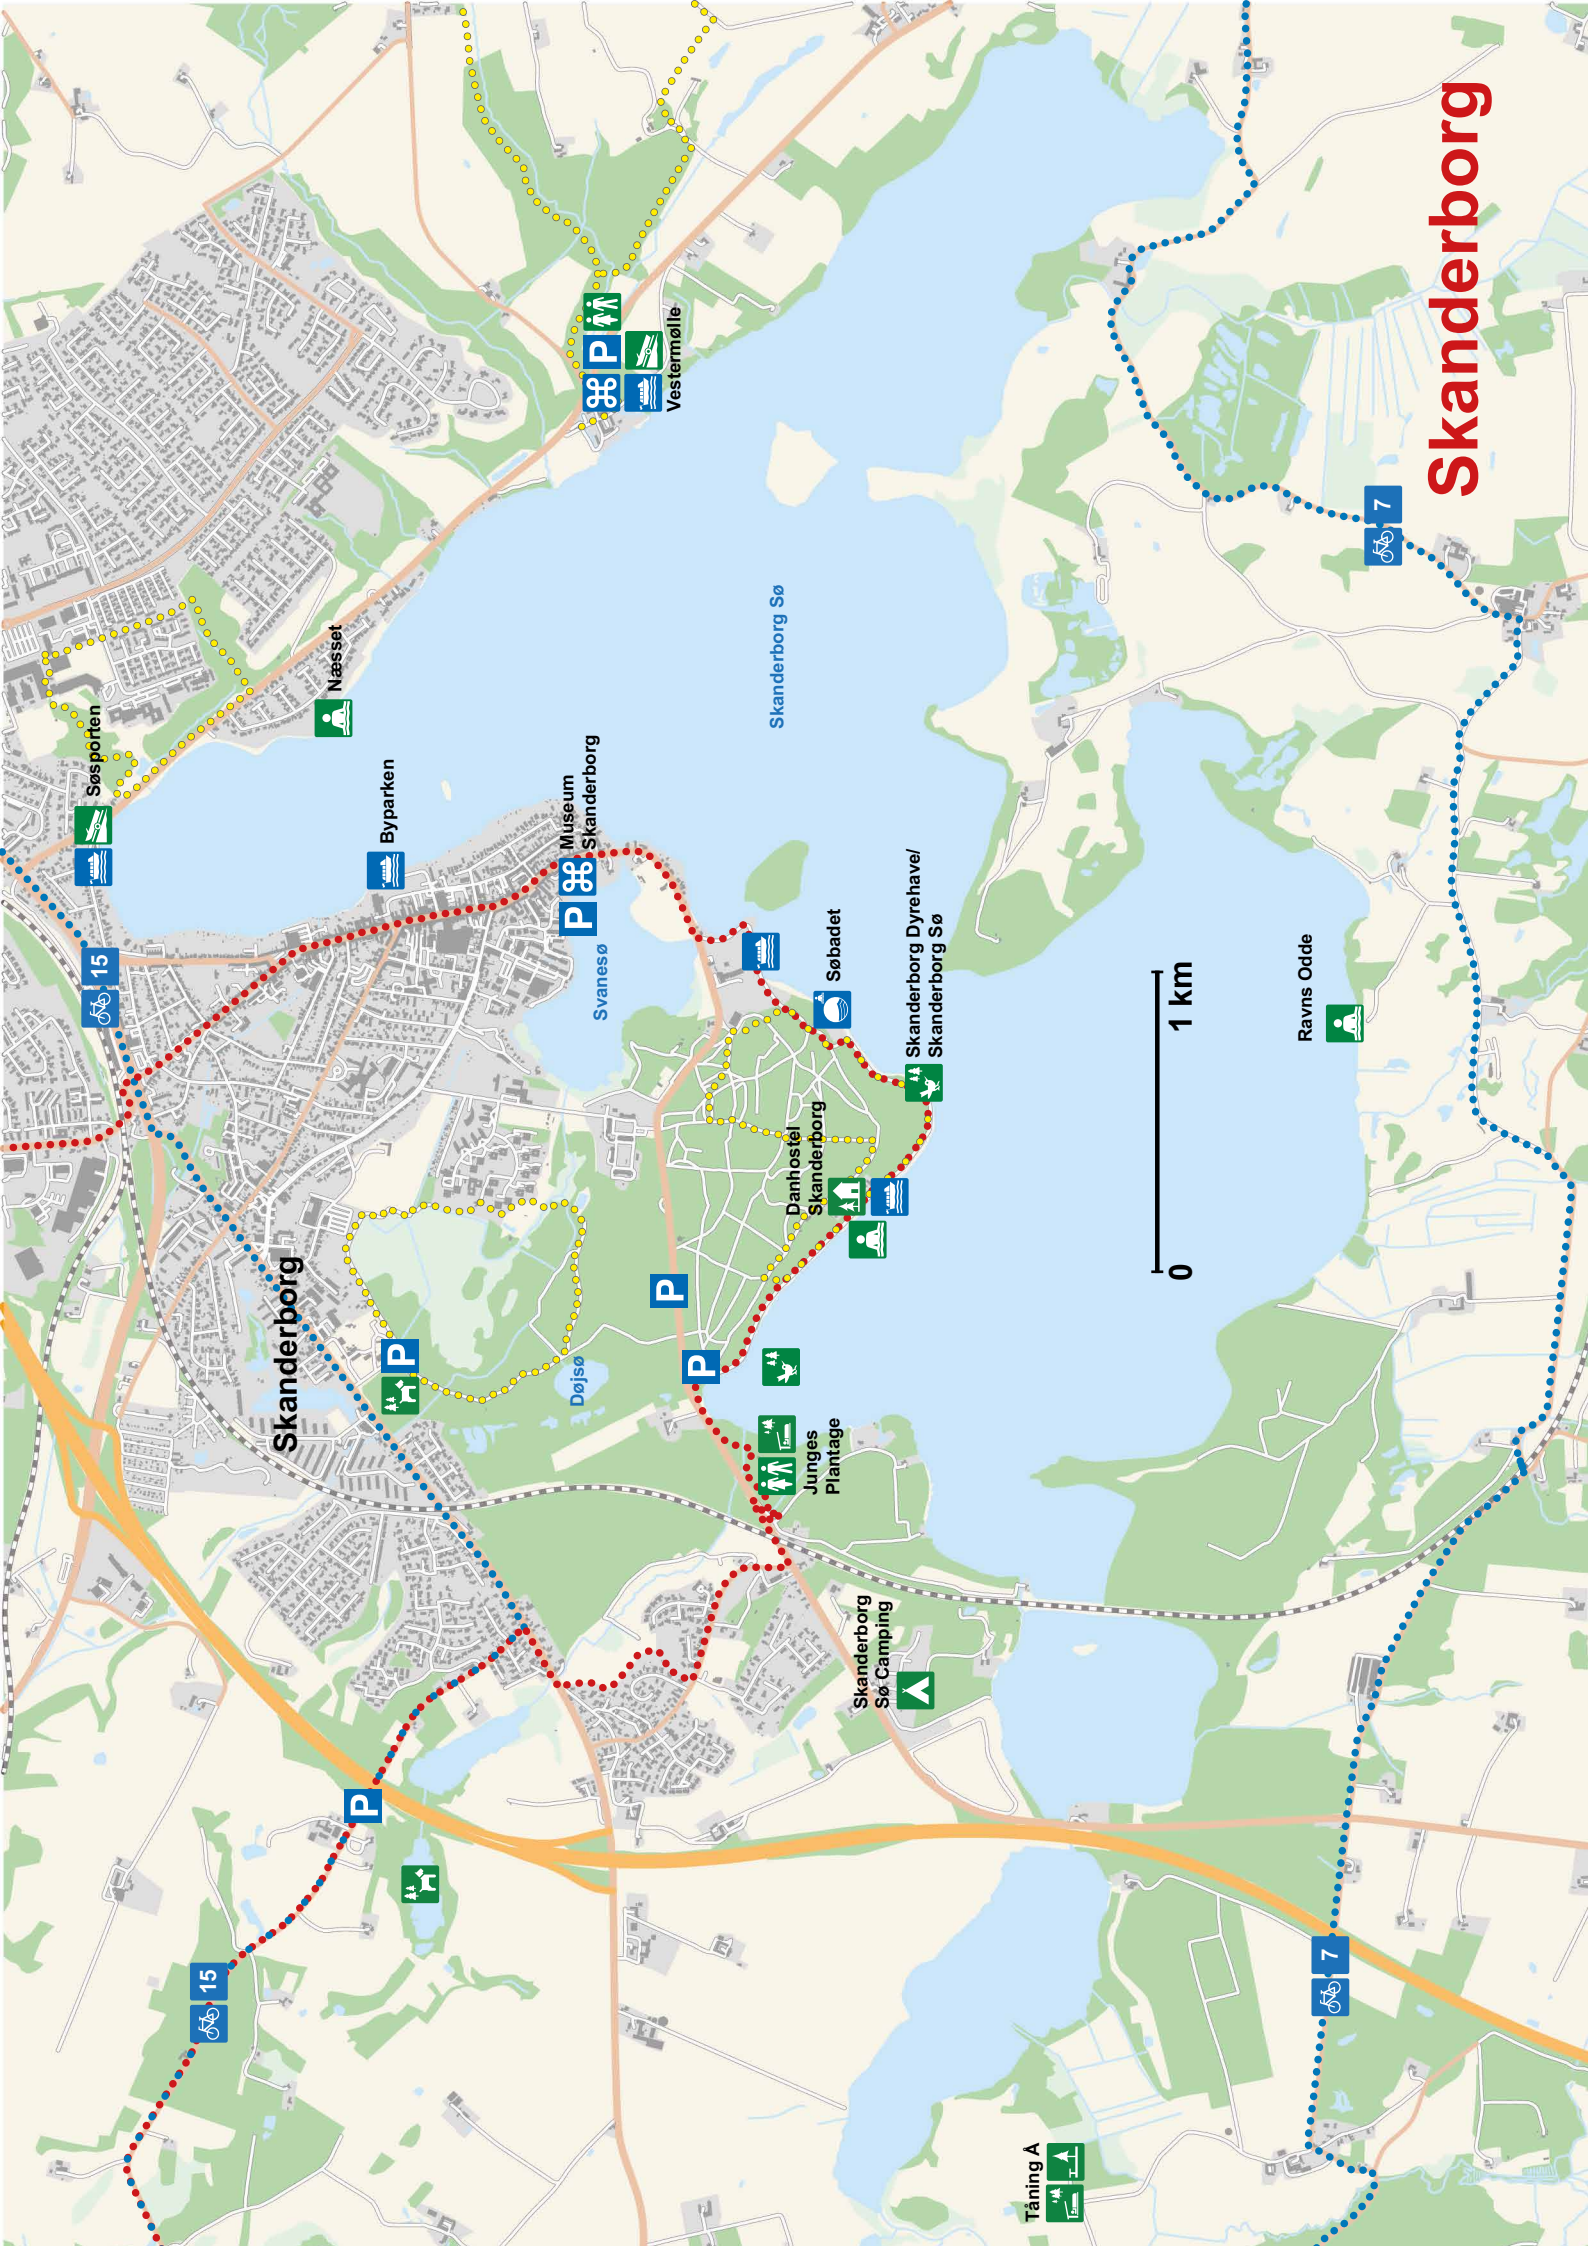 Søsporten
15
15
Skanderborg
Næsset
P
Byparken
P
Museum
Skanderborg
Døjsø
P
Svanesø
P
P
Vestermølle
P
Skanderborg Sø
Danhostel
Skanderborg
Junges
Plantage
Søbadet
Skanderborg
Sø Camping
Skanderborg Dyrehave/
Skanderborg Sø
Tåning Å
0 1 km
Ravns Odde
7
7
Skanderborg